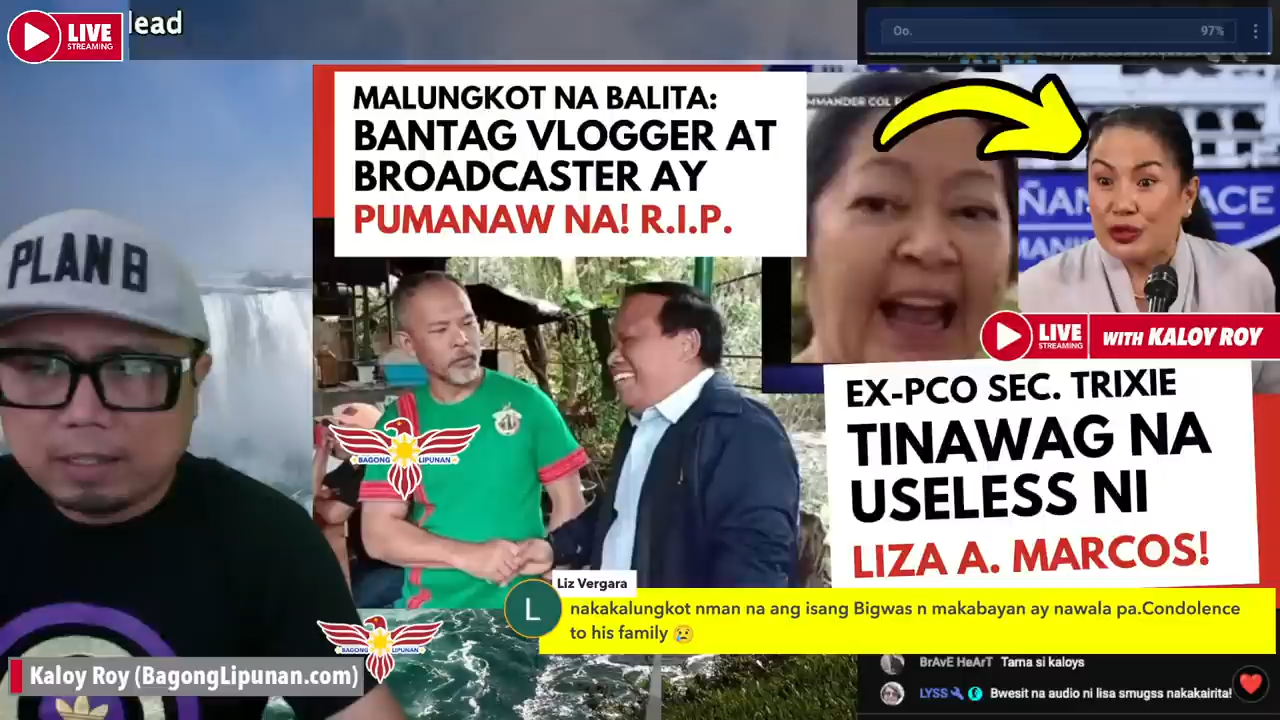 LIVE
STREAMING
lead
Oo.
97%
MALUNGKOT NA BALITA:
BANTAG VLOGGER AT
BROADCASTER AY
PUMANAW NA! R.I.P.
MMANDER COL
PLAN B
LIVE
STREAMING
WITH KALOY ROY
EX-PCO SEC. TRIXIE
TINAWAG NA
USELESS NI
LIZA A. MARCOS!
BAGONG LIPUNAN
Liz Vergara
L
nakakalungkot nman na ang isang Bigwas n makabayan ay nawala pa.Condolence
to his family 😢
BAGONG LIPUNAN
Kaloy Roy (BagongLipunan.com)
BrAvE HeArT Tama si kaloys
LYSS Bwesit na audio ni lisa smugss nakakairita!